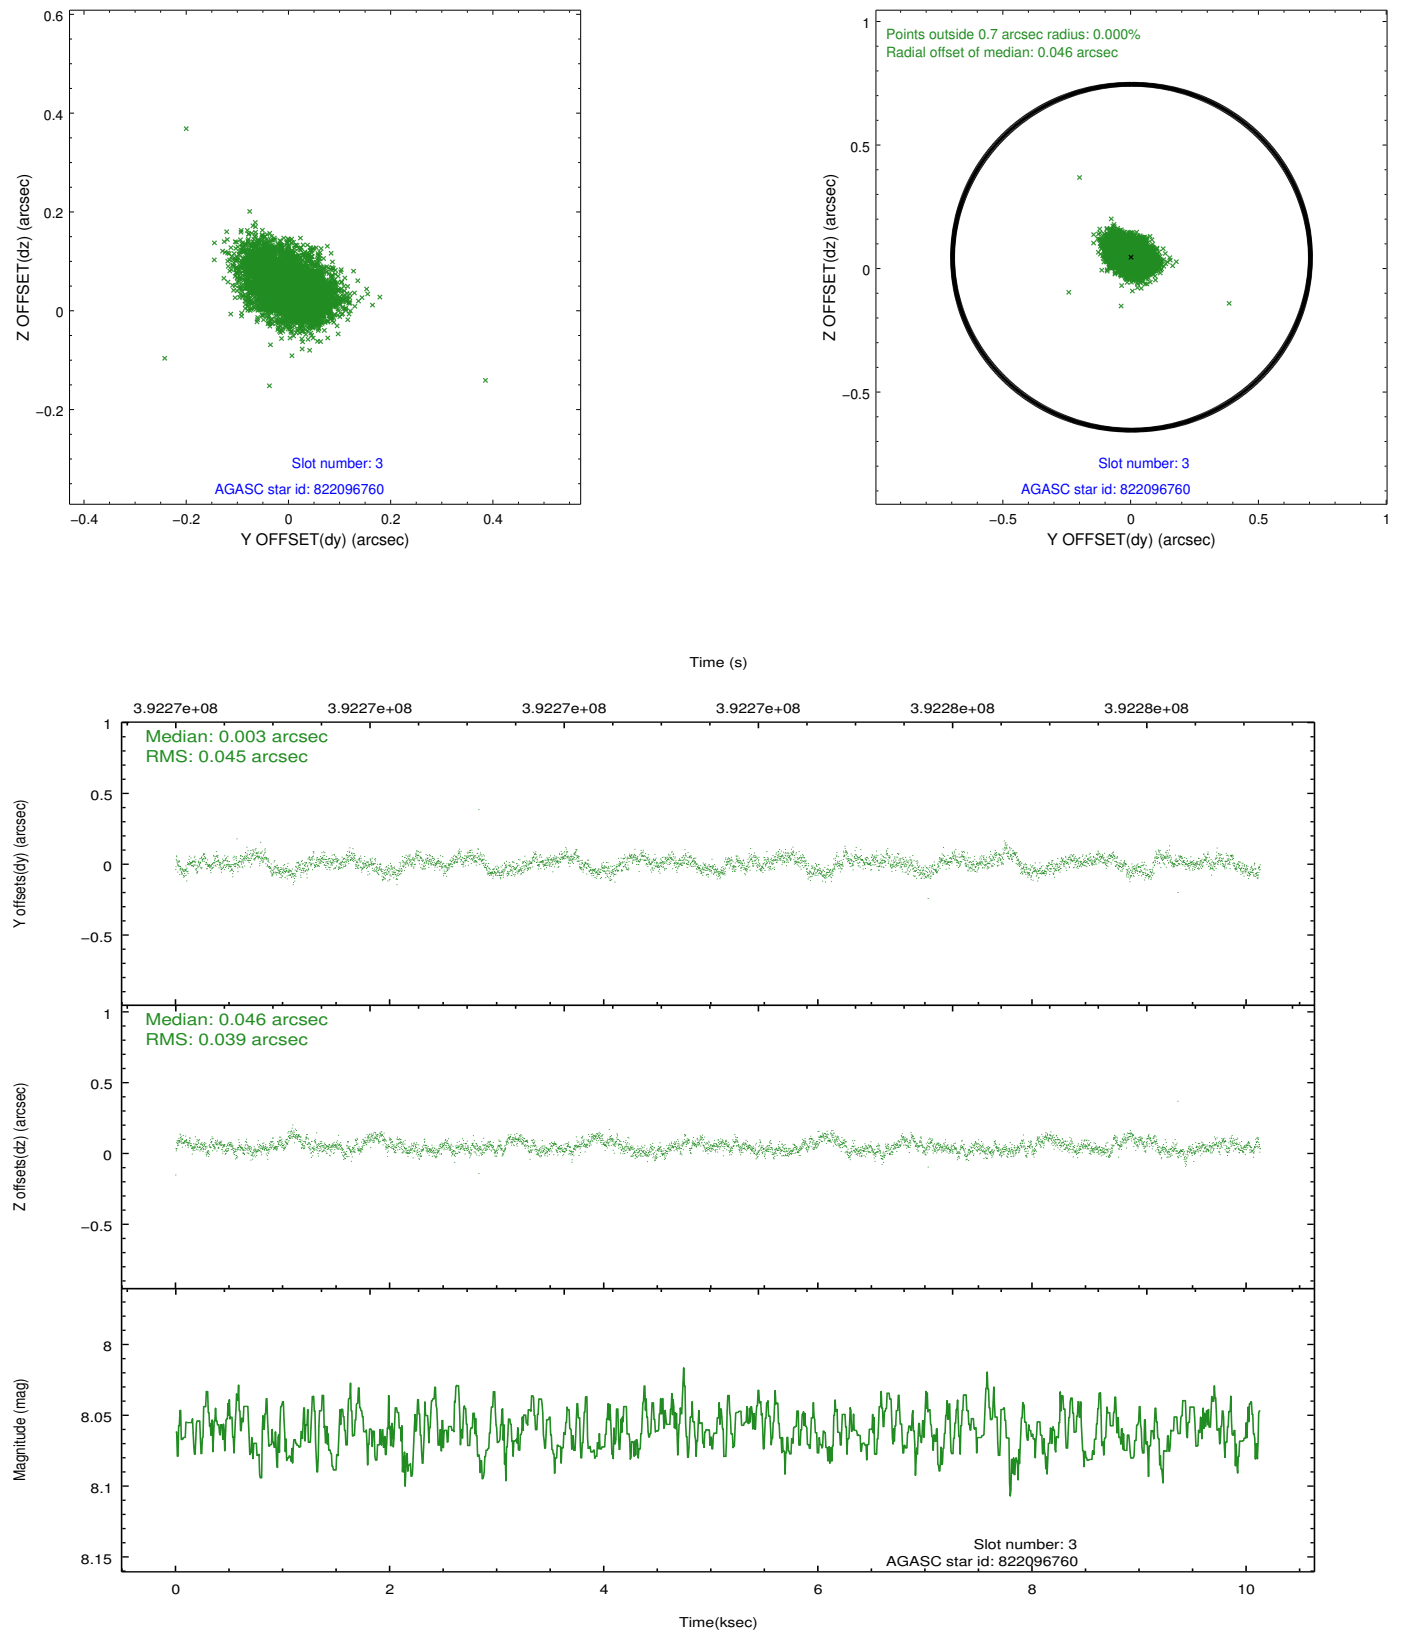 0.6
0.4
0.2
0
−0.2
−0.4
−0.2
0
0.2
0.4
Z OFFSET(dz) (arcsec)
Y OFFSET(dy) (arcsec)
Slot number: 3
AGASC star id: 822096760
Points outside 0.7 arcsec radius: 0.000%
Radial offset of median: 0.046 arcsec
1
0.5
0
−0.5
−0.5
0
0.5
1
Z OFFSET(dz) (arcsec)
Y OFFSET(dy) (arcsec)
Slot number: 3
AGASC star id: 822096760
Time (s)
3.9227e+08 3.9227e+08 3.9227e+08 3.9227e+08 3.9228e+08 3.9228e+08
Median: 0.003 arcsec
RMS: 0.045 arcsec
1
0.5
0
−0.5
Y offsets(dy) (arcsec)
Median: 0.046 arcsec
RMS: 0.039 arcsec
1
0.5
0
−0.5
Z offsets(dz) (arcsec)
8
8.05
8.1
8.15
Magnitude (mag)
Slot number: 3
AGASC star id: 822096760
0 2 4 6 8 10
Time(ksec)